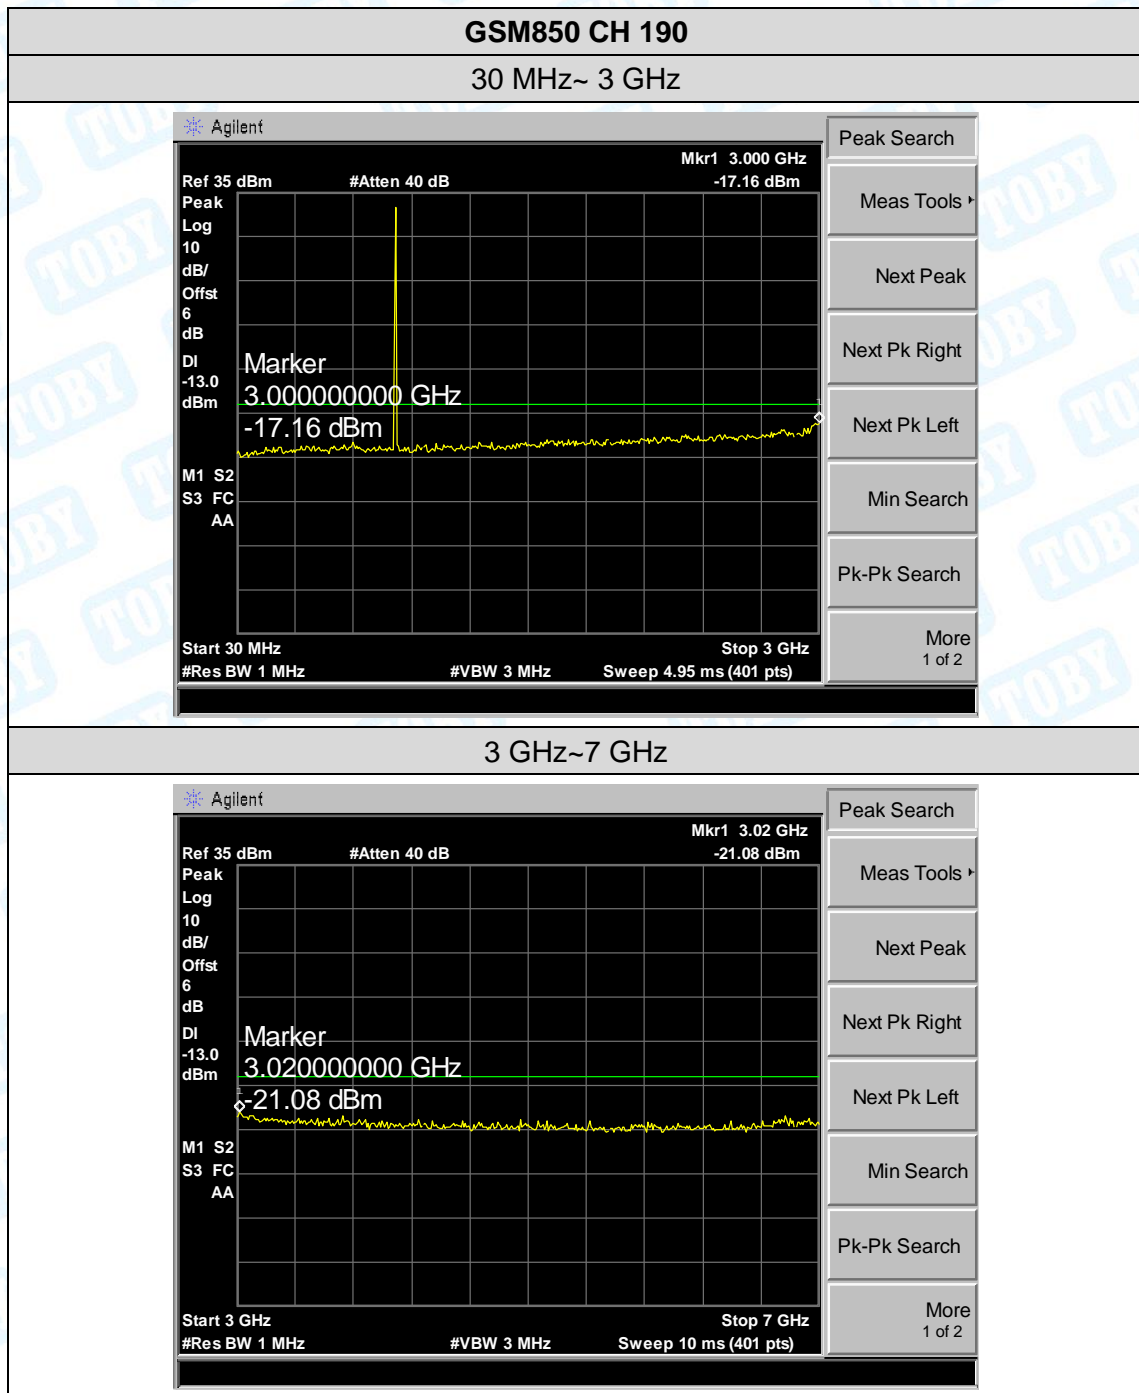 GSM850 CH 190
30 MHz~ 3 GHz
Agilent
Peak Search
Mkr1 3.000 GHz
Ref 35 dBm #Atten 40 dB -17.16 dBm
Peak
Log
10
dB/
Offst
6
dB
DI
-13.0
dBm
Marker
3.000000000 GHz
-17.16 dBm
1
M1 S2
S3 FC
AA
Start 30 MHz Stop 3 GHz
#Res BW 1 MHz #VBW 3 MHz Sweep 4.95 ms (401 pts)
Meas Tools
Next Peak
Next Pk Right
Next Pk Left
Min Search
Pk-Pk Search
More
1 of 2
3 GHz~7 GHz
Agilent
Peak Search
Mkr1 3.02 GHz
Ref 35 dBm #Atten 40 dB -21.08 dBm
Peak
Log
10
dB/
Offst
6
dB
DI
-13.0
dBm
Marker
3.020000000 GHz
1
-21.08 dBm
M1 S2
S3 FC
AA
Start 3 GHz Stop 7 GHz
#Res BW 1 MHz #VBW 3 MHz Sweep 10 ms (401 pts)
Meas Tools
Next Peak
Next Pk Right
Next Pk Left
Min Search
Pk-Pk Search
More
1 of 2
TOBY